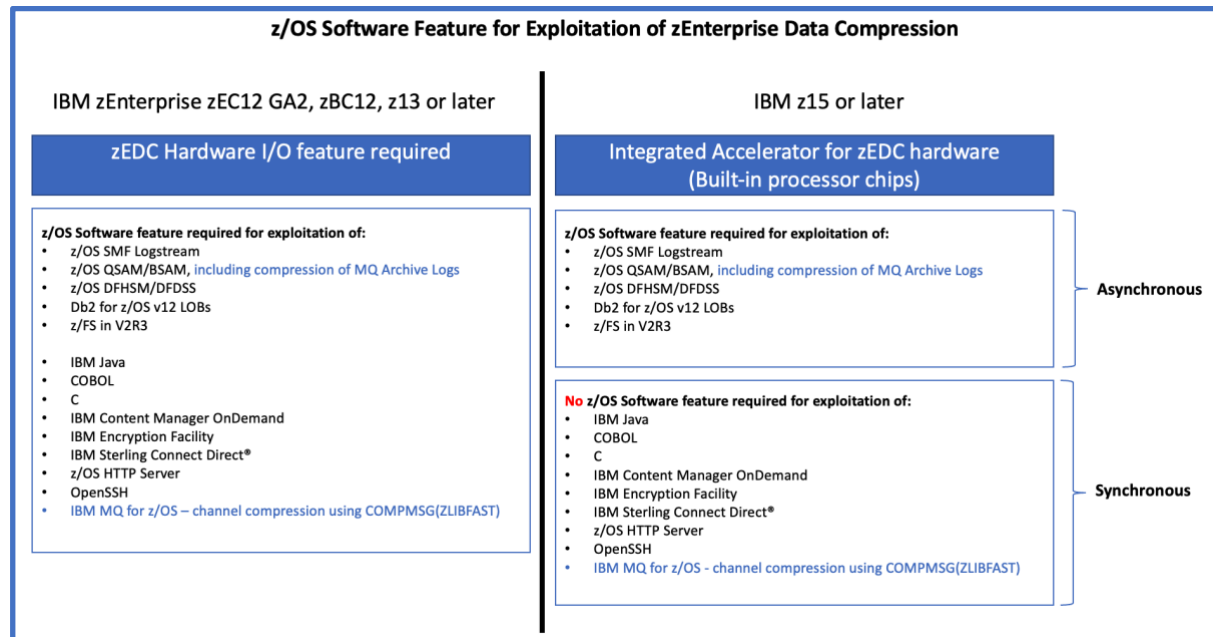 z/OS Software Feature for Exploitation of zEnterprise Data Compression
IBM zEnterprise zEC12 GA2, zBC12, z13 or later
zEDC Hardware I/O feature required
z/OS Software feature required for exploitation of:
• z/OS SMF Logstream
• z/OS QSAM/BSAM, including compression of MQ Archive Logs
• z/OS DFHSM/DFDSS
• Db2 for z/OS v12 LOBs
• z/FS in V2R3
• IBM Java
• COBOL
• C
• IBM Content Manager OnDemand
• IBM Encryption Facility
• IBM Sterling Connect Direct®
• z/OS HTTP Server
• OpenSSH
• IBM MQ for z/OS – channel compression using COMPMSG(ZLIBFAST)
IBM z15 or later
Integrated Accelerator for zEDC hardware
(Built-in processor chips)
z/OS Software feature required for exploitation of:
• z/OS SMF Logstream
• z/OS QSAM/BSAM, including compression of MQ Archive Logs
• z/OS DFHSM/DFDSS
• Db2 for z/OS v12 LOBs
• z/FS in V2R3
Asynchronous
No z/OS Software feature required for exploitation of:
• IBM Java
• COBOL
• C
• IBM Content Manager OnDemand
• IBM Encryption Facility
• IBM Sterling Connect Direct®
• z/OS HTTP Server
• OpenSSH
• IBM MQ for z/OS - channel compression using COMPMSG(ZLIBFAST)
Synchronous